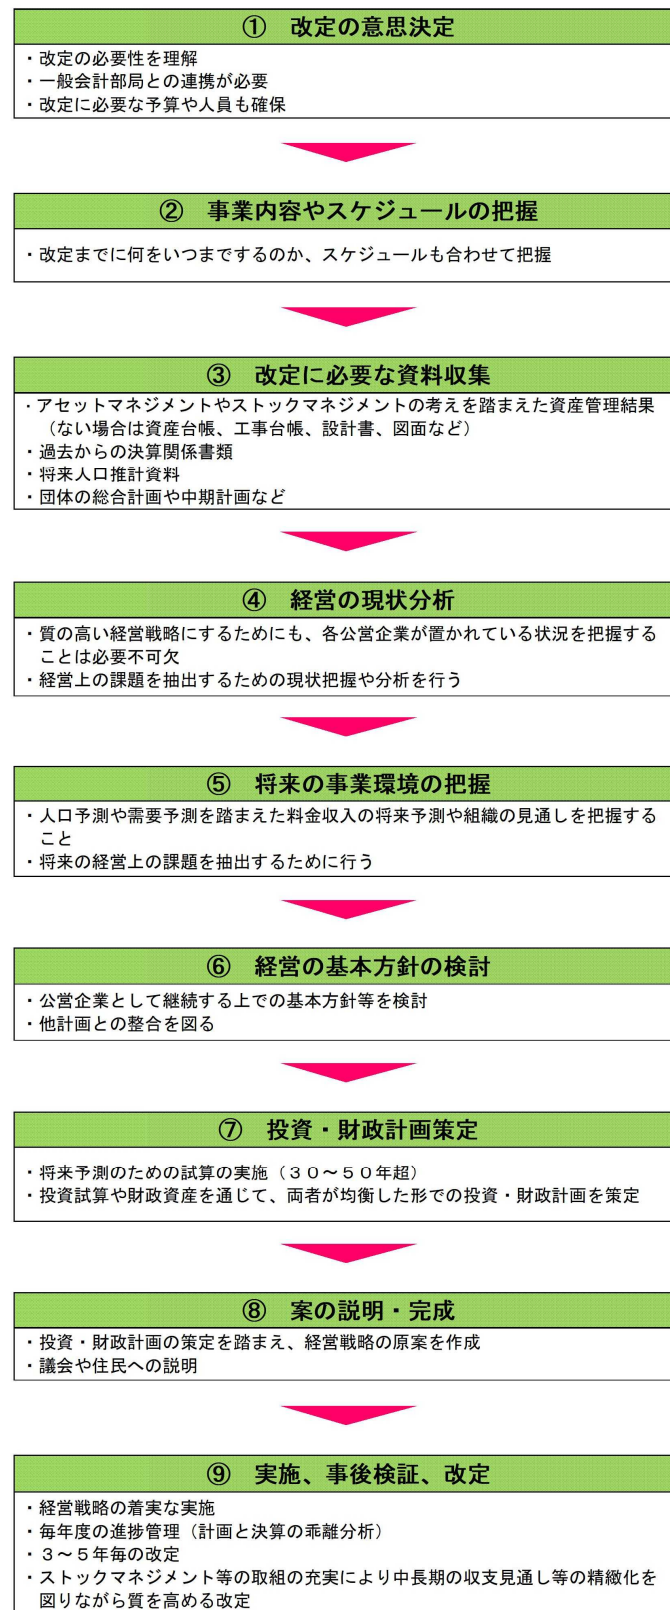 ① 改定の意思決定
・改定の必要性を理解
・一般会計部局との連携が必要
・改定に必要な予算や人員も確保
② 事業内容やスケジュールの把握
・改定までに何をいつまでするのか、スケジュールも合わせて把握
③ 改定に必要な資料収集
・アセットマネジメントやストックマネジメントの考えを踏まえた資産管理結果
（ない場合は資産台帳、工事台帳、設計書、図面など）
・過去からの決算関係書類
・将来人口推計資料
・団体の総合計画や中期計画など
④ 経営の現状分析
・質の高い経営戦略にするためにも、各公営企業が置かれている状況を把握する
ことは必要不可欠
・経営上の課題を抽出するための現状把握や分析を行う
⑤ 将来の事業環境の把握
・人口予測や需要予測を踏まえた料金収入の将来予測や組織の見通しを把握する
こと
・将来の経営上の課題を抽出するために行う
⑥ 経営の基本方針の検討
・公営企業として継続する上での基本方針等を検討
・他計画との整合を図る
⑦ 投資・財政計画策定
・将来予測のための試算の実施（３０～５０年超）
・投資試算や財政資産を通じて、両者が均衡した形での投資・財政計画を策定
⑧ 案の説明・完成
・投資・財政計画の策定を踏まえ、経営戦略の原案を作成
・議会や住民への説明
⑨ 実施、事後検証、改定
・経営戦略の着実な実施
・毎年度の進捗管理（計画と決算の乖離分析）
・３～５年毎の改定
・ストックマネジメント等の取組の充実により中長期の収支見通し等の精緻化を
図りながら質を高める改定